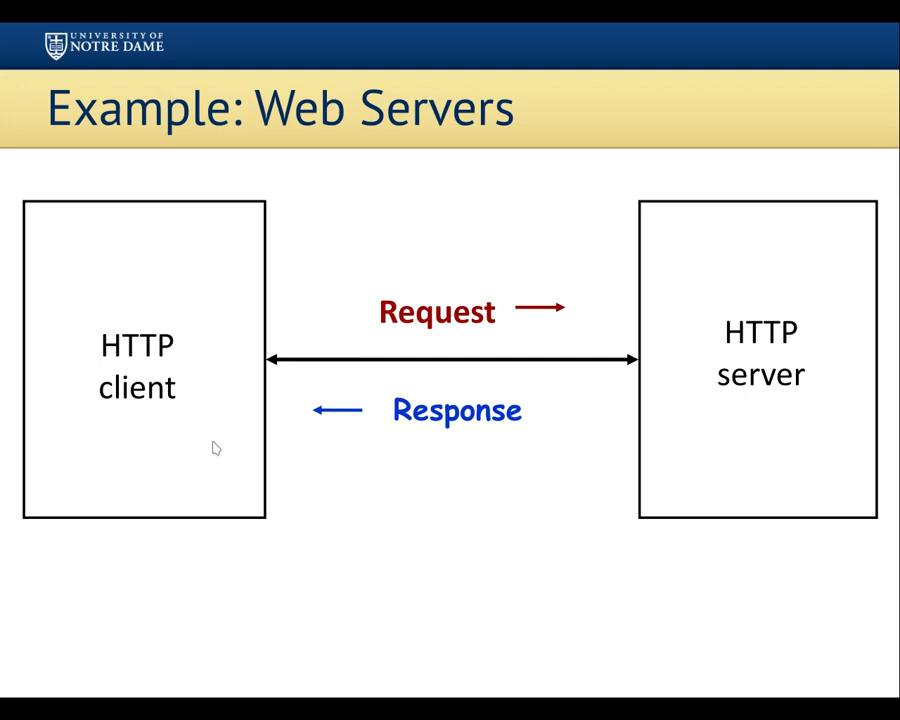 UNIVERSITY OF
NOTRE DAME
Example: Web Servers
Request
HTTP
client
HTTP
server
Response